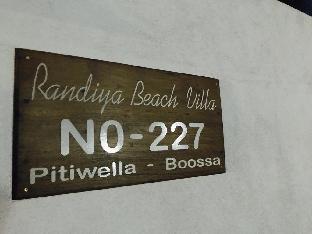 Randiya Beach Villa
NO-227
Pitiwella - Boossa